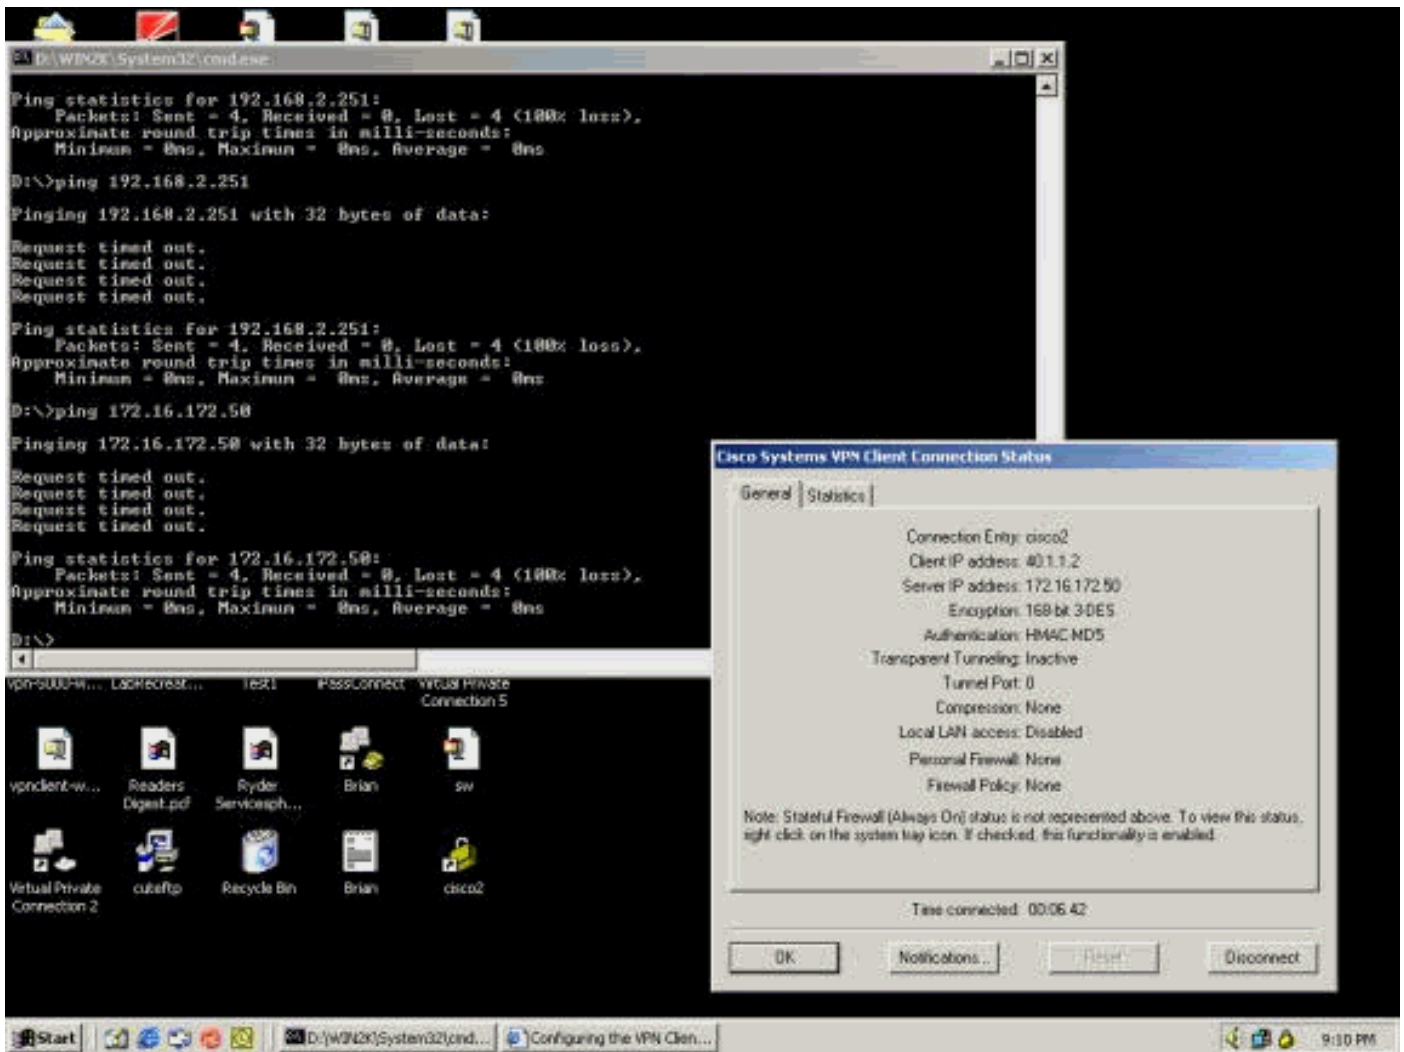 D:\WIN2K\System32\cmd.exe
Ping statistics for 192.168.2.251:
Packets: Sent = 4, Received = 0, Lost = 4 (100% loss),
Approximate round trip times in milli-seconds:
Minimum = 0ms, Maximum =  0ms, Average =  0ms
D:\>ping 192.168.2.251
Pinging 192.168.2.251 with 32 bytes of data:
Request timed out.
Request timed out.
Request timed out.
Request timed out.
Ping statistics for 192.168.2.251:
Packets: Sent = 4, Received = 0, Lost = 4 (100% loss),
Approximate round trip times in milli-seconds:
Minimum = 0ms, Maximum =  0ms, Average =  0ms
D:\>ping 172.16.172.50
Pinging 172.16.172.50 with 32 bytes of data:
Request timed out.
Request timed out.
Request timed out.
Request timed out.
Ping statistics for 172.16.172.50:
Packets: Sent = 4, Received = 0, Lost = 4 (100% loss),
Approximate round trip times in milli-seconds:
Minimum = 0ms, Maximum =  0ms, Average =  0ms
D:\>
Cisco Systems VPN Client Connection Status
General Statistics
Connection Entry: cisco2
Client IP address: 40.1.1.2
Server IP address: 172.16.172.50
Encryption: 168-bit 3-DES
Authentication: HMAC-MD5
Transparent Tunneling: Inactive
Tunnel Port: 0
Compression: None
Local LAN access: Disabled
Personal Firewall: None
Firewall Policy: None
Note: Stateful Firewall (Always On) status is not represented above. To view this status,
right click on the system tray icon. If checked, this functionality is enabled.
Time connected: 00:06:42
OK Notifications... Reset Disconnect
vpn-5000-w... LabRecreat... Test1 iPassConnect Virtual Private
Connection 5
vpnclient-w... Readers Ryder Brian sw
Digest.pcf Servicesph...
Virtual Private cuteftp Recycle Bin Brian cisco2
Connection 2
Start D:\WIN2K\System32\cmd... Configuring the VPN Clien... 9:10 PM